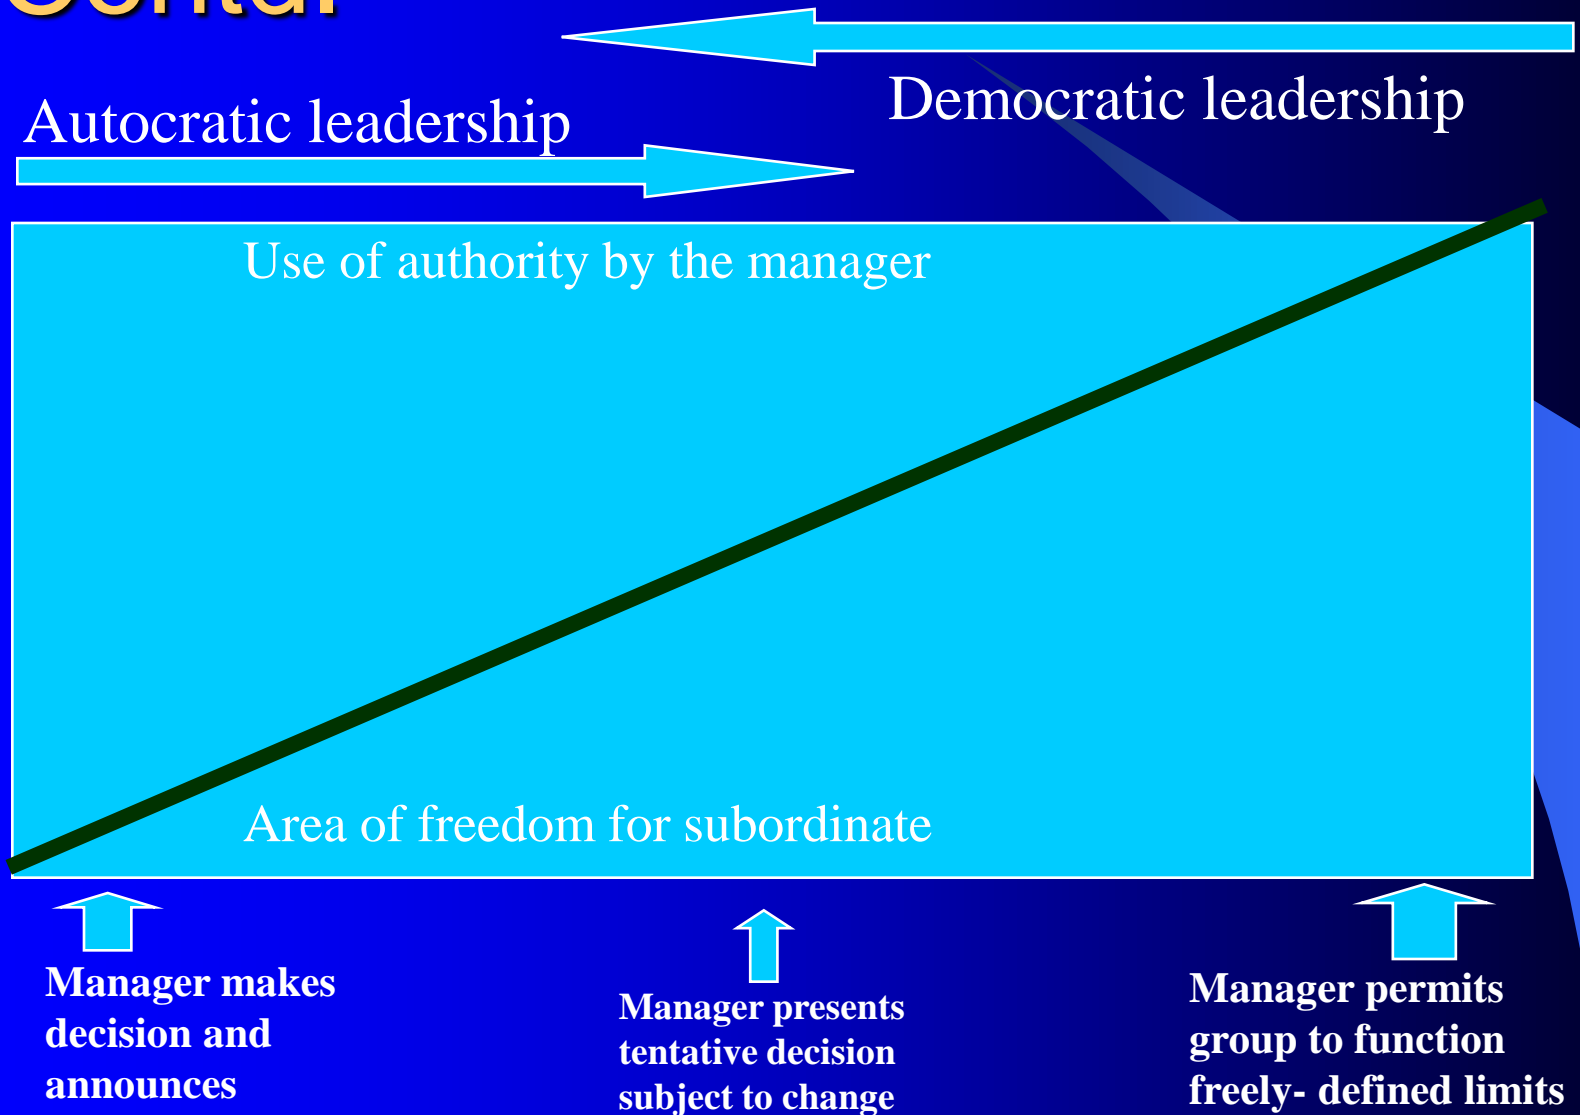 Contd.
Autocratic leadership
Democratic leadership
Use of authority by the manager
Area of freedom for subordinate
Manager makes
decision and
announces
Manager presents
tentative decision
subject to change
Manager permits
group to function
freely- defined limits